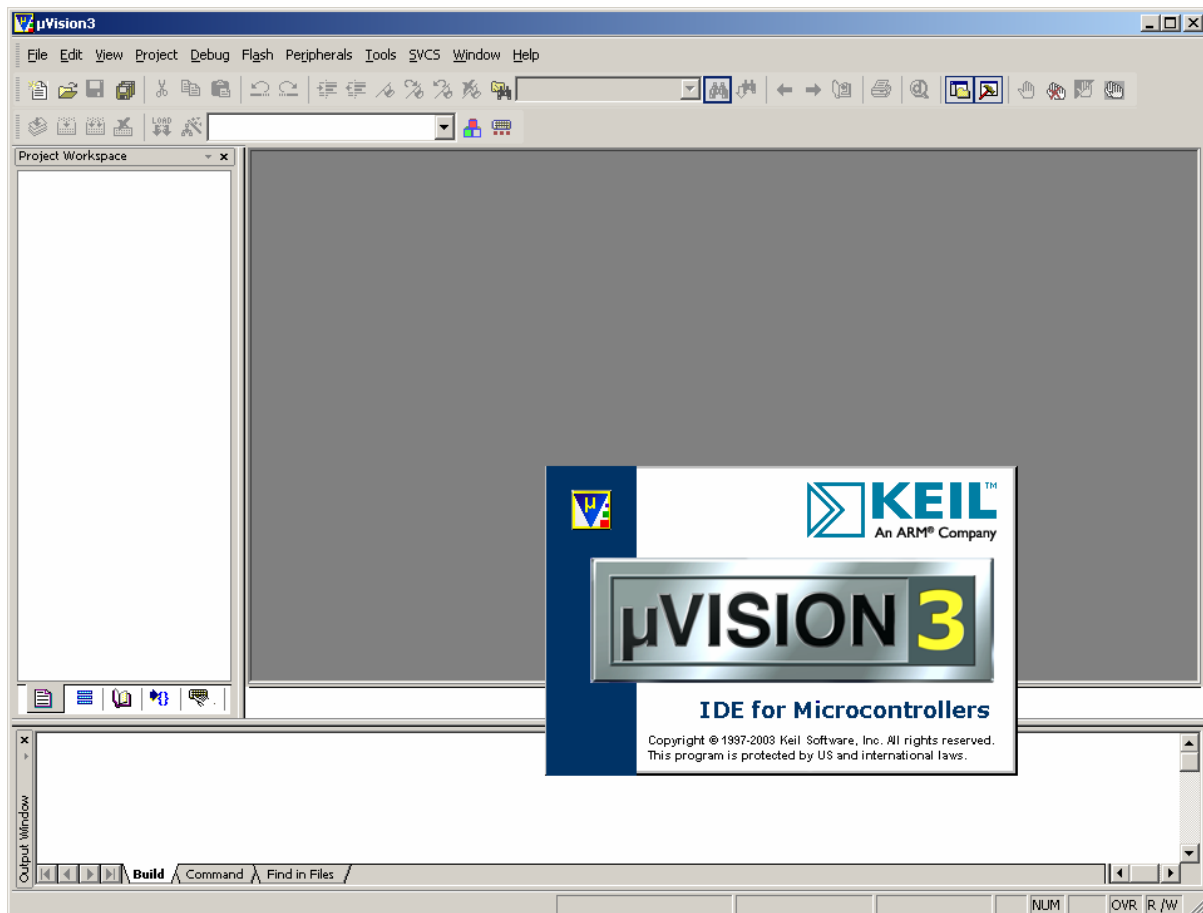 µVision3
File Edit View Project Debug Flash Peripherals Tools SVCS Window Help
LOAD
Project Workspace
µ
KEIL™
An ARM® Company
µVISION 3
IDE for Microcontrollers
Copyright © 1997-2003 Keil Software, Inc. All rights reserved.
This program is protected by US and international laws.
Output Window
Build Command Find in Files
NUM OVR R/W